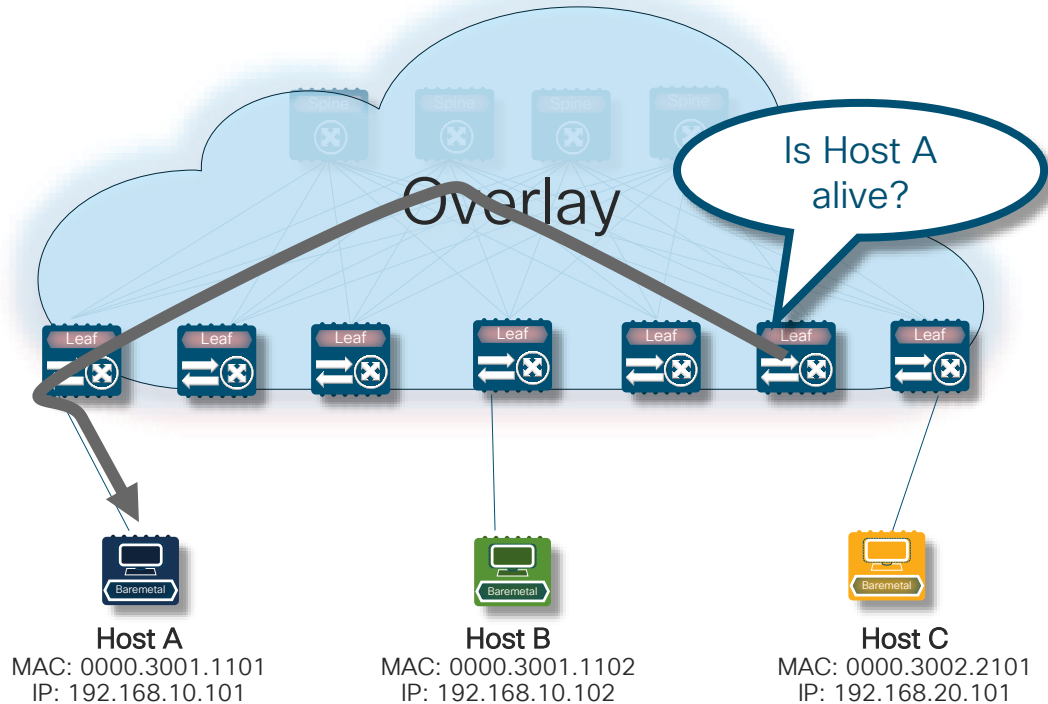 Spine
Spine
Spine
Spine
Is Host A
alive?
Overlay
Leaf
Leaf
Leaf
Leaf
Leaf
Leaf
Leaf
Baremetal
Baremetal
Baremetal
Host A
MAC: 0000.3001.1101
IP: 192.168.10.101
Host B
MAC: 0000.3001.1102
IP: 192.168.10.102
Host C
MAC: 0000.3002.2101
IP: 192.168.20.101